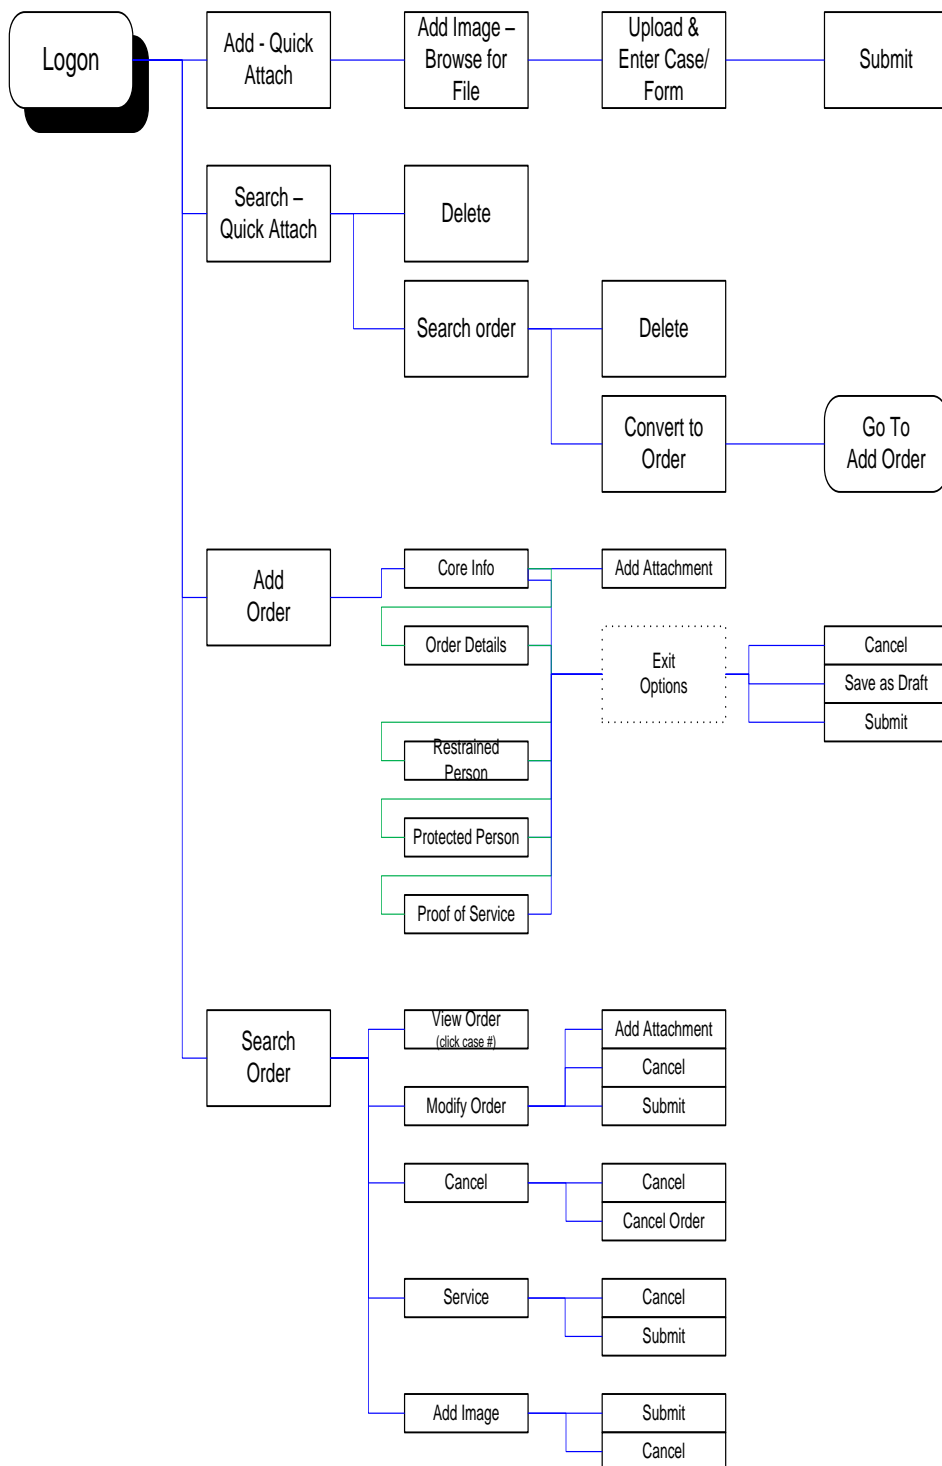 Logon
Add - Quick
Attach
Add Image –
Browse for
File
Upload &
Enter Case/
Form
Submit
Search –
Quick Attach
Delete
Search order
Delete
Convert to
Order
Go To
Add Order
Add
Order
Core Info
Add Attachment
Order Details
Exit
Options
Cancel
Save as Draft
Submit
Restrained
Person
Protected Person
Proof of Service
Search
Order
View Order
(click case #)
Add Attachment
Cancel
Modify Order
Submit
Cancel
Cancel
Cancel Order
Service
Cancel
Submit
Add Image
Submit
Cancel